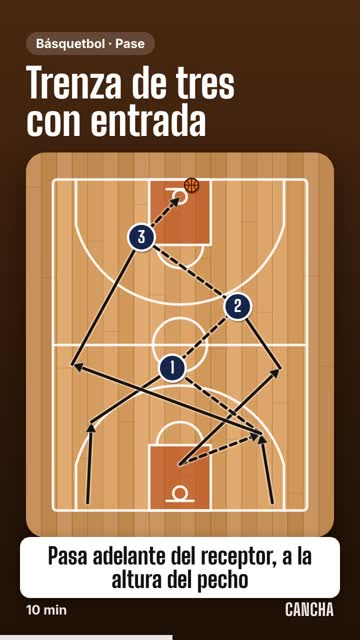 Básquetbol · Pase
Trenza de tres
con entrada
3
2
1
Pasa adelante del receptor, a la
altura del pecho
10 min
CANCHA